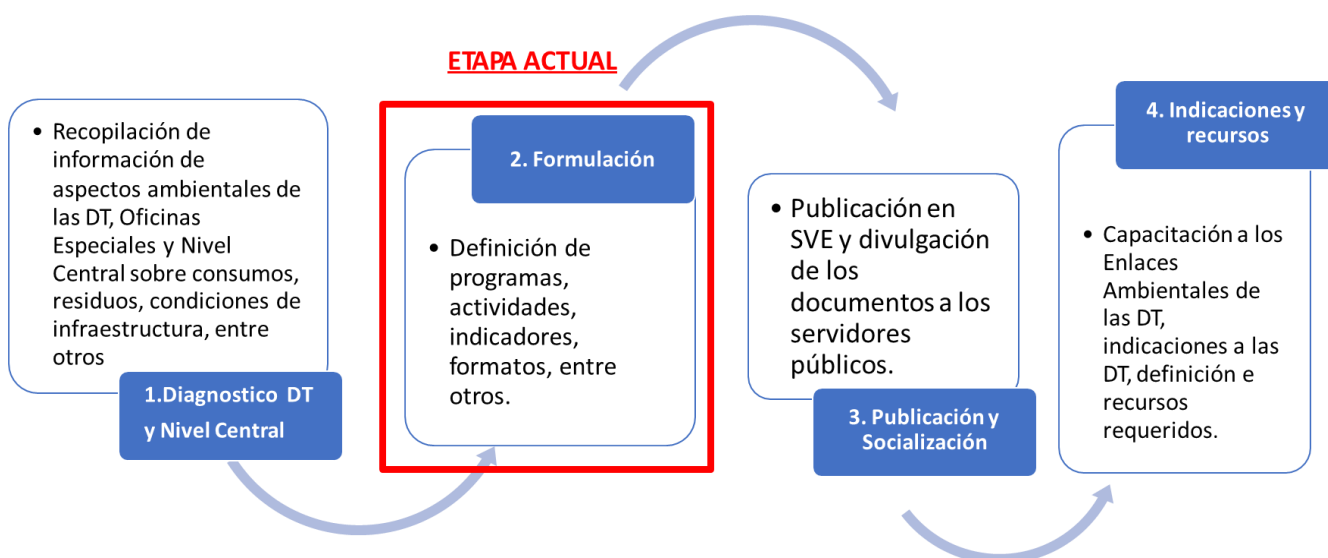 ETAPA ACTUAL
• Recopilación de
información de
aspectos ambientales de
las DT, Oficinas
Especiales y Nivel
Central sobre consumos,
residuos, condiciones de
infraestructura, entre
otros
1.Diagnostico DT
y Nivel Central
2. Formulación
• Definición de
programas,
actividades,
indicadores,
formatos, entre
otros.
• Publicación en
SVE y divulgación
de los
documentos a los
servidores
públicos.
3. Publicación y
Socialización
4. Indicaciones y
recursos
• Capacitación a los
Enlaces
Ambientales de
las DT,
indicaciones a las
DT, definición e
recursos
requeridos.